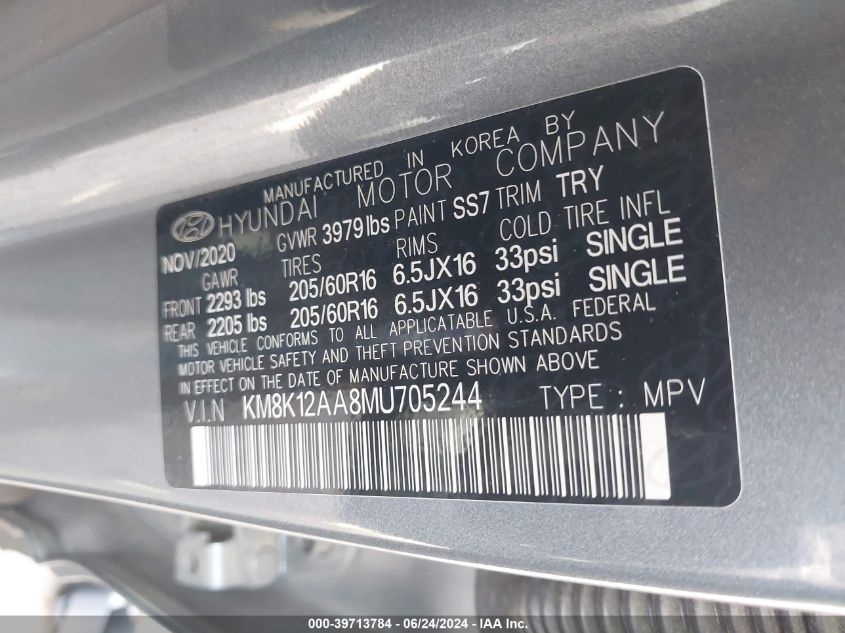 MANUFACTURED IN KOREA BY
HYUNDAI MOTOR COMPANY
NOV/2020 GVWR 3979 lbs PAINT SS7 TRIM TRY
GAWR TIRES RIMS COLD TIRE INFL
FRONT 2293 lbs 205/60R16 6.5JX16 33psi SINGLE
REAR 2205 lbs 205/60R16 6.5JX16 33psi SINGLE
THIS VEHICLE CONFORMS TO ALL APPLICATABLE U.S.A. FEDERAL
MOTOR VEHICLE SAFETY AND THEFT PREVENTION STANDARDS
IN EFFECT ON THE DATE OF MANUFACTURE SHOWN ABOVE
V.I.N KM8K12AA8MU705244 TYPE : MPV
000-39713784 - 06/24/2024 - IAA Inc.